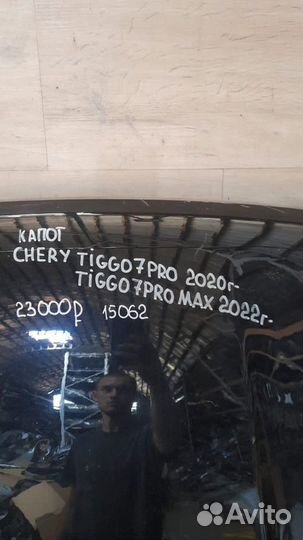 КАПОТ
CHERY TiGGO7PRO 2020г-
TiGGO7PRO MAX 2022г-
23000р 15062
Avito